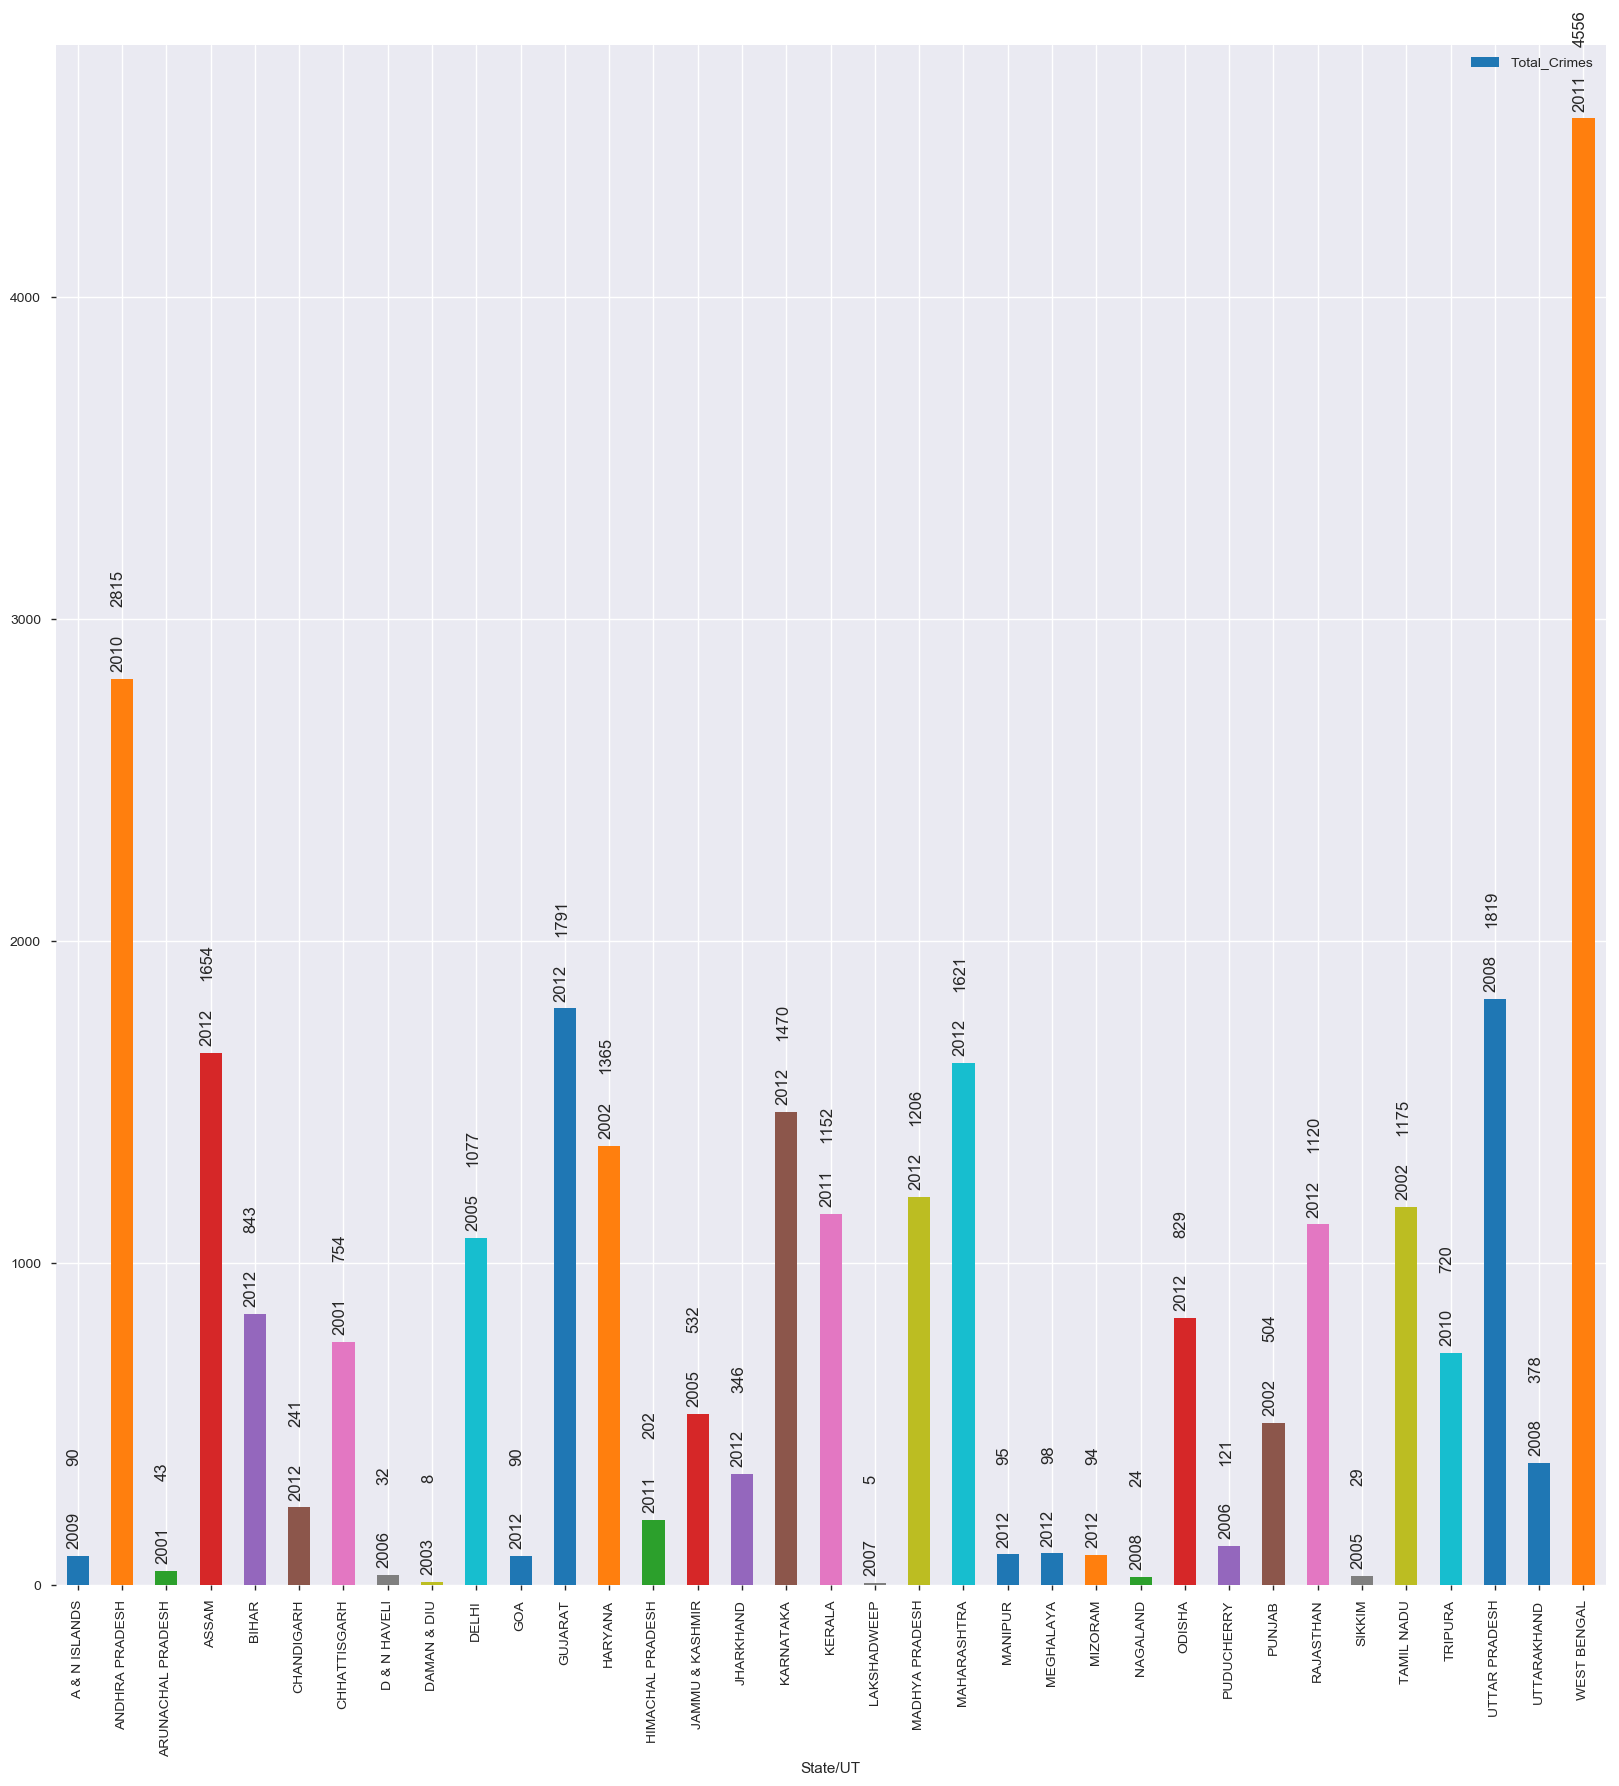 4556
Total_Crimes
2011
4000
2815
3000
2010
1819
1791
2000
1654
1621
2008
2012
1470
2012
1365
2012
1206
2012
1152
1175
1120
1077
2002
2012
2011
2002
829
843
2012
2005
2012
754
1000
720
2012
2012
532
504
2001
2010
346
378
2005
2002
241
202
90
90
95
98
94
121
2012
2008
43
32
8
5
24
29
2012
2011
2009
2001
2006
2003
2012
2007
2012
2012
2012
2008
2006
2005
0
A & N ISLANDS
ANDHRA PRADESH
ARUNACHAL PRADESH
ASSAM
BIHAR
CHANDIGARH
CHHATTISGARH
D & N HAVELI
DAMAN & DIU
DELHI
GOA
GUJARAT
HARYANA
HIMACHAL PRADESH
JAMMU & KASHMIR
JHARKHAND
KARNATAKA
KERALA
LAKSHADWEEP
MADHYA PRADESH
MAHARASHTRA
MANIPUR
MEGHALAYA
MIZORAM
NAGALAND
ODISHA
PUDUCHERRY
PUNJAB
RAJASTHAN
SIKKIM
TAMIL NADU
TRIPURA
UTTAR PRADESH
UTTARAKHAND
WEST BENGAL
State/UT